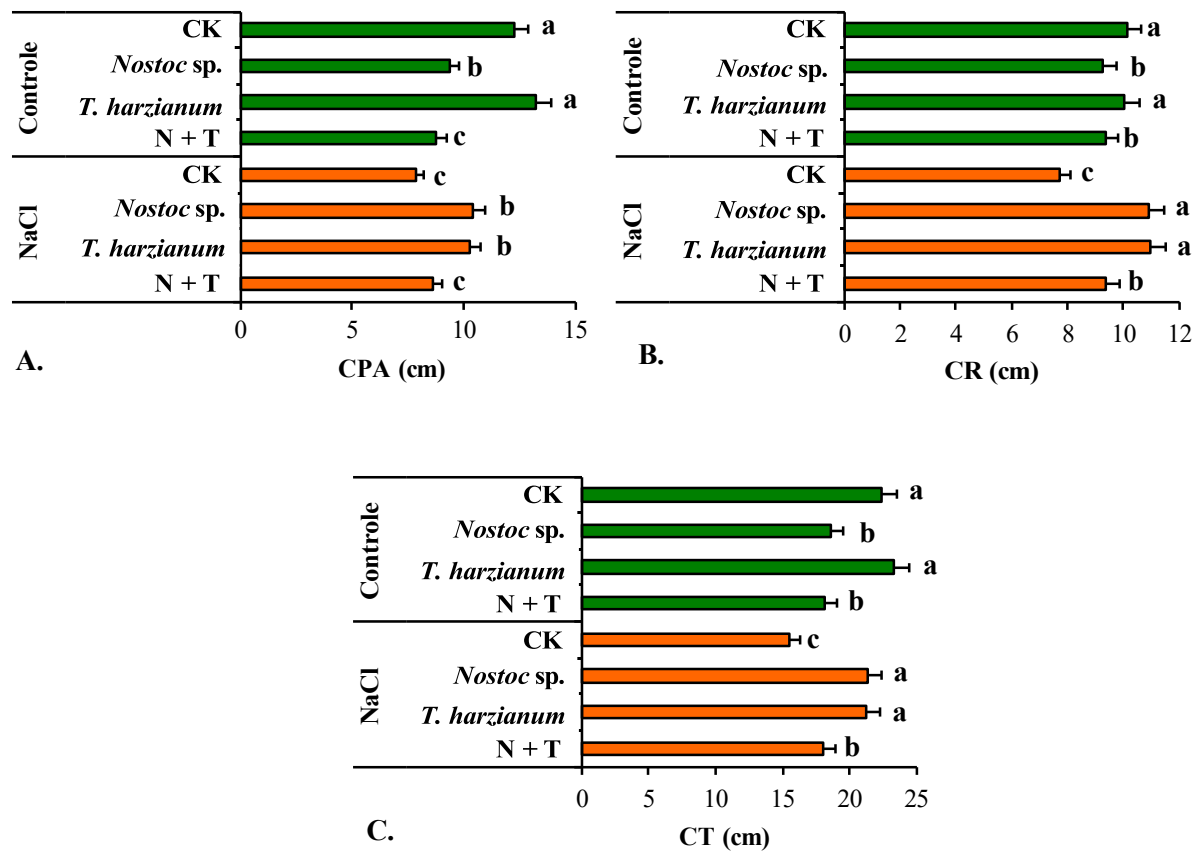 Controle
CK a
Nostoc sp. b
T. harzianum a
N + T c
NaCl
CK c
Nostoc sp. b
T. harzianum b
N + T c
0 5 10 15
CPA (cm)
A.
Controle
CK a
Nostoc sp. b
T. harzianum a
N + T b
NaCl
CK c
Nostoc sp. a
T. harzianum a
N + T b
0 2 4 6 8 10 12
CR (cm)
B.
Controle
CK a
Nostoc sp. b
T. harzianum a
N + T b
NaCl
CK c
Nostoc sp. a
T. harzianum a
N + T b
0 5 10 15 20 25
CT (cm)
C.